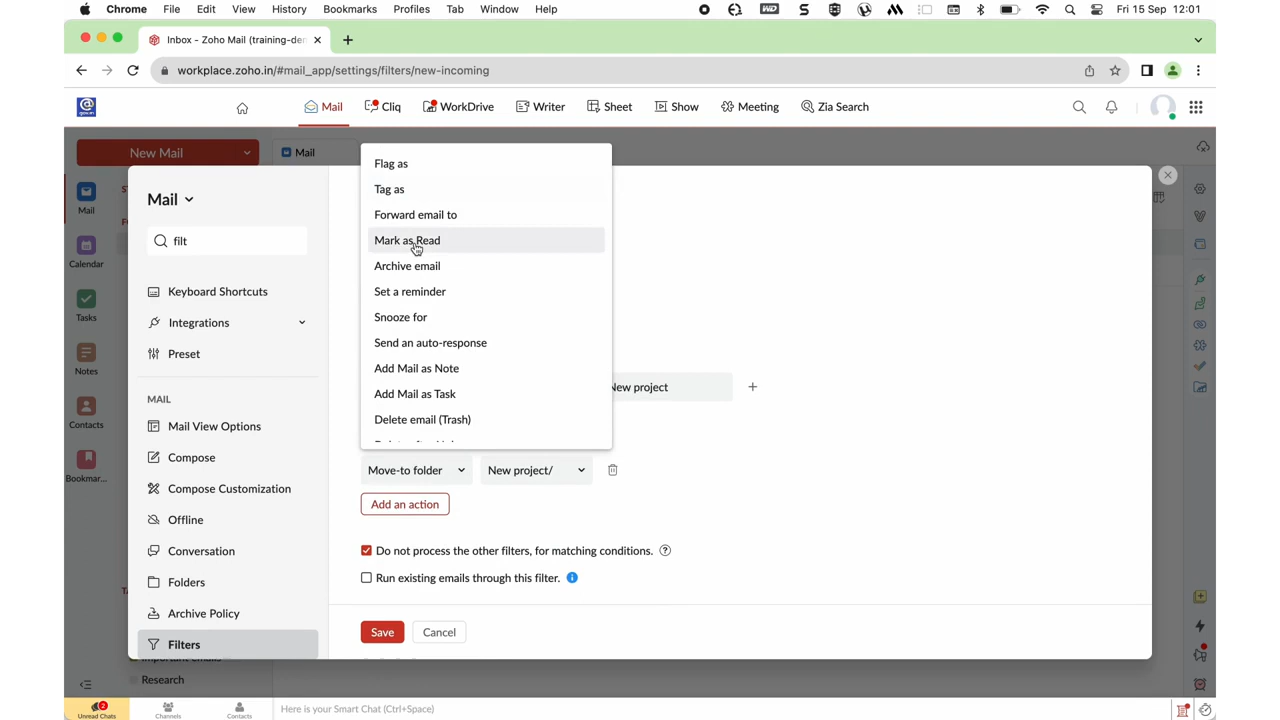 Chrome File Edit View History Bookmarks Profiles Tab Window Help
WD
Fri 15 Sep 12:01
Inbox - Zoho Mail (training-de
workplace.zoho.in/#mail_app/settings/filters/new-incoming
Mail Cliq WorkDrive Writer Sheet Show Meeting Zia Search
New Mail
Mail
Mail
Calendar
Tasks
Notes
Contacts
Bookmar...
Mail
filt
Keyboard Shortcuts
Integrations
Preset
MAIL
Mail View Options
Compose
Compose Customization
Offline
Conversation
Folders
Archive Policy
Filters
Flag as
Tag as
Forward email to
Mark as Read
Archive email
Set a reminder
Snooze for
Send an auto-response
Add Mail as Note
Add Mail as Task
Delete email (Trash)
New project +
Move-to folder New project/
Add an action
Do not process the other filters, for matching conditions. ?
Run existing emails through this filter. i
Save Cancel
Research
2
Unread Chats Channels Contacts
Here is your Smart Chat (Ctrl+Space)